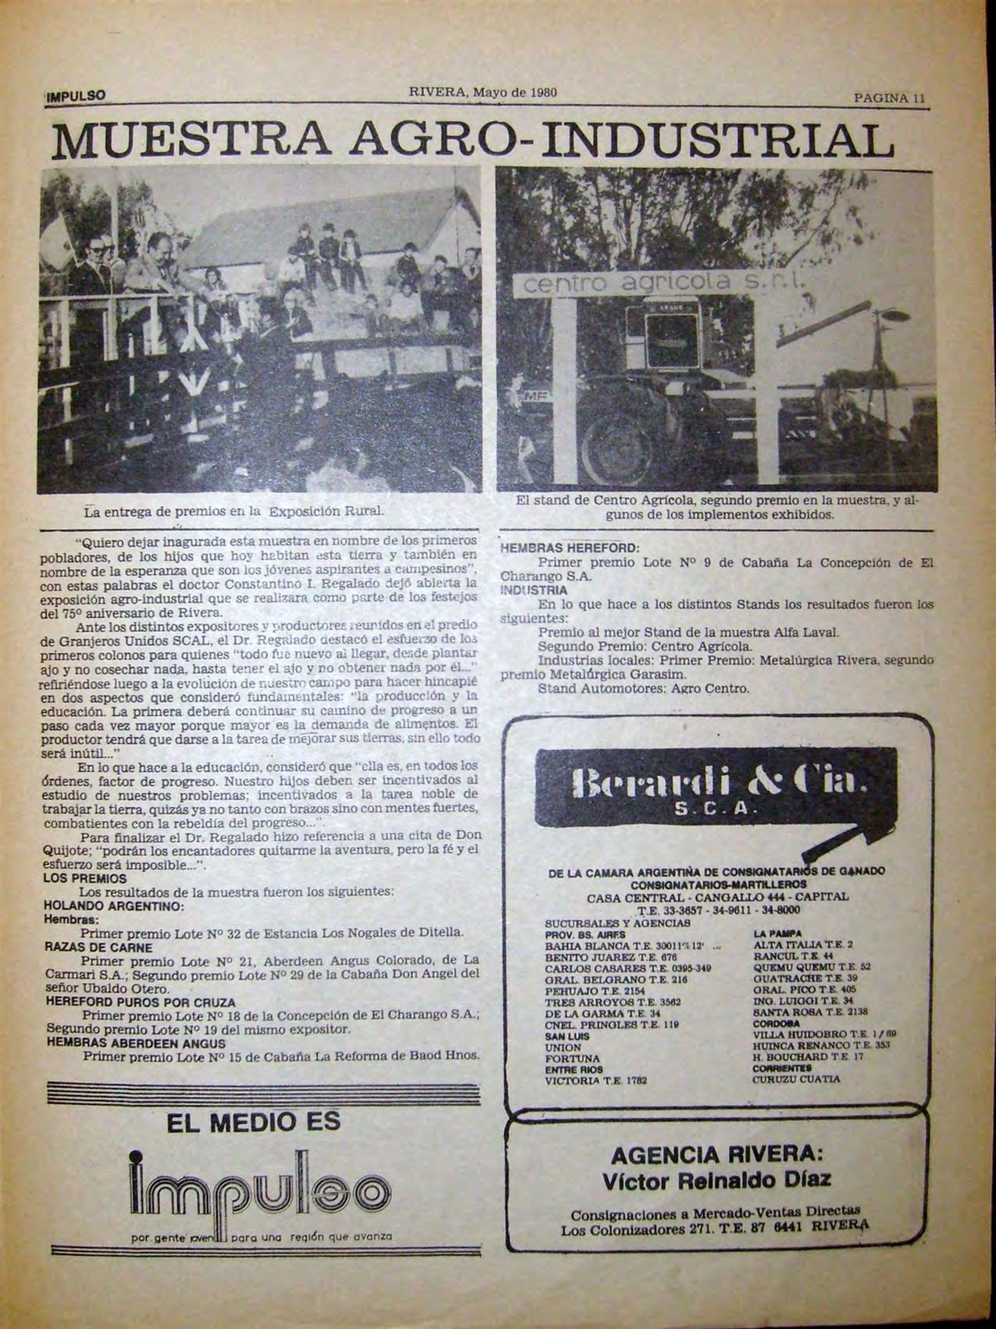 IMPULSO
RIVERA, Mayo de 1980
PAGINA 11
MUESTRA AGRO-INDUSTRIAL
centro agricola s.r.l.
MF
La entrega de premios en la Exposición Rural.
El stand de Centro Agrícola, segundo premio en la muestra, y al-
gunos de los implementos exhibidos.
"Quiero dejar inagurada esta muestra en nombre de los primeros
pobladores, de los hijos que hoy habitan esta tierra y también en
nombre de la esperanza que son los jóvenes aspirantes a campesinos",
con estas palabras el doctor Constantino I. Regalado dejó abierta la
exposición agro-industrial que se realizara como parte de los festejos
del 75º aniversario de Rivera.
Ante los distintos expositores y productores reunidos en el predio
de Granjeros Unidos SCAL, el Dr. Regalado destacó el esfuerzo de los
primeros colonos para quienes "todo fue nuevo al llegar, desde plantar
ajo y no cosechar nada, hasta tener el ajo y no obtener nada por él..."
refiriéndose luego a la evolución de nuestro campo para hacer hincapié
en dos aspectos que consideró fundamentales: "la producción y la
educación. La primera deberá continuar su camino de progreso a un
paso cada vez mayor porque mayor es la demanda de alimentos. El
productor tendrá que darse a la tarea de mejorar sus tierras, sin ello todo
será inútil..."
En lo que hace a la educación, consideró que "ella es, en todos los
órdenes, factor de progreso. Nuestro hijos deben ser incentivados al
estudio de nuestros problemas; incentivados a la tarea noble de
trabajar la tierra, quizás ya no tanto con brazos sino con mentes fuertes,
combatientes con la rebeldía del progreso...".
Para finalizar el Dr. Regalado hizo referencia a una cita de Don
Quijote; "podrán los encantadores quitarme la aventura, pero la fé y el
esfuerzo será imposible...".
LOS PREMIOS
Los resultados de la muestra fueron los siguientes:
HOLANDO ARGENTINO:
Hembras:
Primer premio Lote Nº 32 de Estancia Los Nogales de Ditella.
RAZAS DE CARNE
Primer premio Lote Nº 21, Aberdeen Angus Colorado, de La
Carmari S.A.; Segundo premio Lote Nº 29 de la Cabaña Don Angel del
señor Ubaldo Otero.
HEREFORD PUROS POR CRUZA
Primer premio Lote Nº 18 de la Concepción de El Charango S.A.;
Segundo premio Lote Nº 19 del mismo expositor.
HEMBRAS ABERDEEN ANGUS
Primer premio Lote Nº 15 de Cabaña La Reforma de Baod Hnos.
HEMBRAS HEREFORD:
Primer premio Lote Nº 9 de Cabaña La Concepción de El
Charango S.A.
INDUSTRIA
En lo que hace a los distintos Stands los resultados fueron los
siguientes:
Premio al mejor Stand de la muestra Alfa Laval.
Segundo Premio: Centro Agrícola.
Industrias locales: Primer Premio: Metalúrgica Rivera, segundo
premio Metalúrgica Garasim.
Stand Automotores: Agro Centro.
EL MEDIO ES
impulso
por gente joven para una región que avanza
Berardi & Cia.
S.C.A.
DE LA CAMARA ARGENTINA DE CONSIGNATARIOS DE GANADO
CONSIGNATARIOS-MARTILLEROS
CASA CENTRAL - CANGALLO 444 - CAPITAL
T.E. 33-3657 - 34-9611 - 34-8000
SUCURSALES Y AGENCIAS
PROV. BS. AIRES
BAHIA BLANCA T.E.
BENITO JUAREZ T.E. 676
CARLOS CASARES T.E. 0395-349
GRAL. BELGRANO T.E. 216
PEHUAJO T.E. 2154
TRES ARROYOS T.E. 3562
DE LA GARMA T.E. 34
CNEL. PRINGLES T.E. 119
SAN LUIS
UNION
FORTUNA
ENTRE RIOS
VICTORIA T.E. 1782
LA PAMPA
ALTA ITALIA T.E. 2
RANCUL T.E. 44
QUEMU QUEMU T.E. 52
GUATRACHE T.E. 39
GRAL. PICO T.E. 405
ING. LUIGGI T.E. 34
SANTA ROSA T.E. 2138
CORDOBA
VILLA HUIDOBRO T.E.
HUINCA RENANCO T.E. 353
H. BOUCHARD T.E. 17
CORRIENTES
CURUZU CUATIA
AGENCIA RIVERA:
Víctor Reinaldo Díaz
Consignaciones a Mercado-Ventas Directas
Los Colonizadores 271. T.E. 87 6441 RIVERA